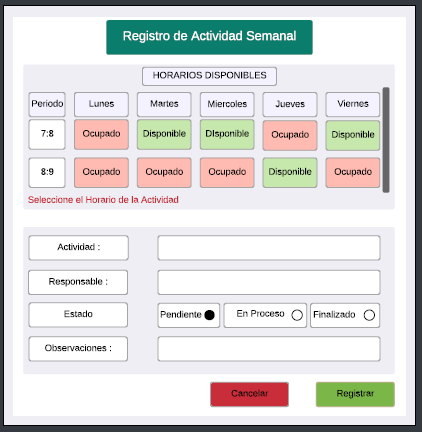 Registro de Actividad Semanal
HORARIOS DISPONIBLES
Periodo Lunes Martes Miercoles Jueves Viernes
7:8 Ocupado Disponible DIsponible Ocupado Disponible
8:9 Ocupado Ocupado Ocupado Disponible Ocupado
Seleccione el Horario de la Actividad
Actividad :
Responsable :
Estado Pendiente En Proceso Finalizado
Observaciones :
Cancelar Registrar